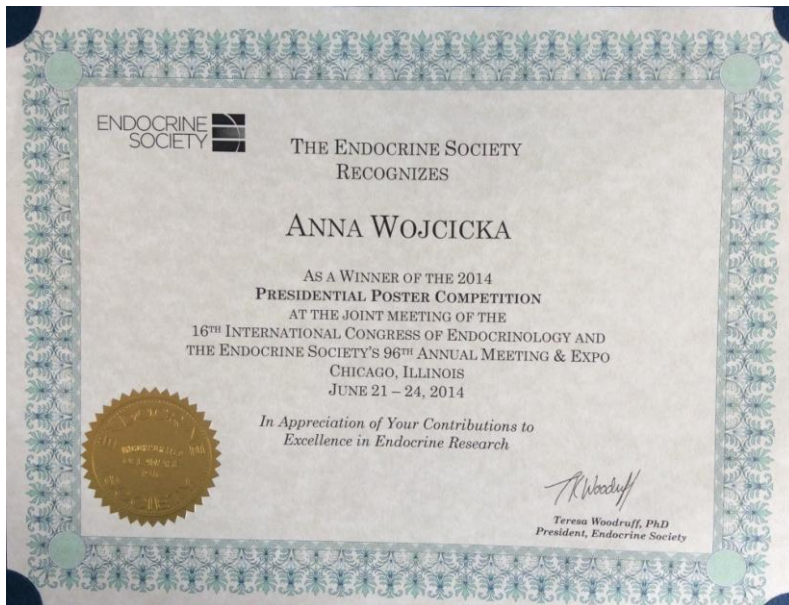 ENDOCRINE
SOCIETY
THE ENDOCRINE SOCIETY
RECOGNIZES
ANNA WOJCICKA
AS A WINNER OF THE 2014
PRESIDENTIAL POSTER COMPETITION
AT THE JOINT MEETING OF THE
16TH INTERNATIONAL CONGRESS OF ENDOCRINOLOGY AND
THE ENDOCRINE SOCIETY'S 96TH ANNUAL MEETING & EXPO
CHICAGO, ILLINOIS
JUNE 21 – 24, 2014
In Appreciation of Your Contributions to
Excellence in Endocrine Research
TKWoodruff
Teresa Woodruff, PhD
President, Endocrine Society